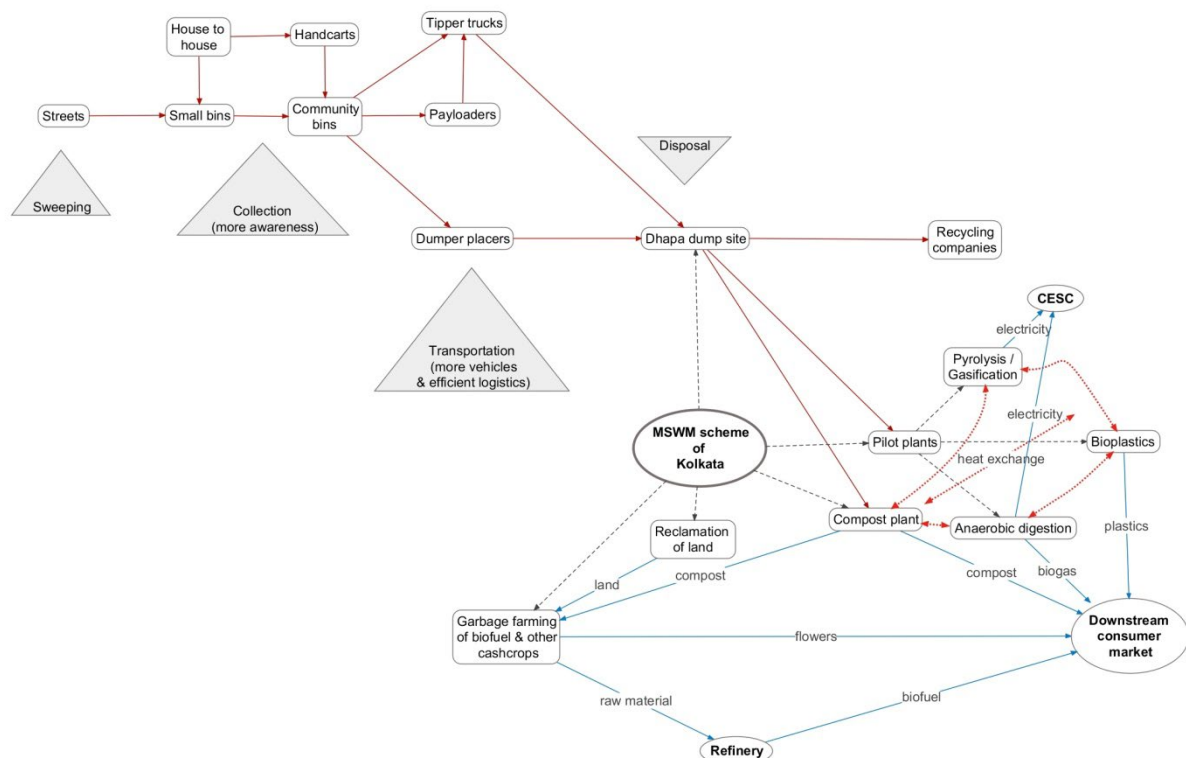 House to
house
Handcarts
Tipper trucks
Streets
Small bins
Community
bins
Payloaders
Disposal
Sweeping
Collection
(more awareness)
Dumper placers
Dhapa dump site
Recycling
companies
CESC
electricity
Transportation
(more vehicles
& efficient logistics)
Pyrolysis /
Gasification
electricity
MSWM scheme
of
Kolkata
Pilot plants
Bioplastics
heat exchange
Compost plant
Anaerobic digestion
Reclamation
of land
plastics
land
compost
compost
biogas
Garbage farming
of biofuel & other
cashcrops
flowers
Downstream
consumer
market
raw material
biofuel
Refinery